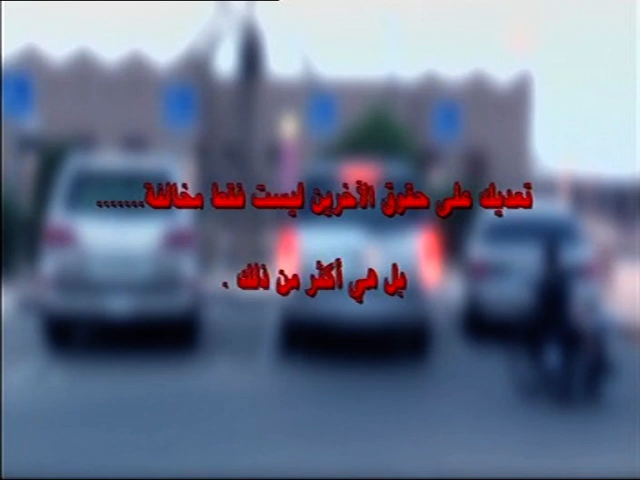 تعديك على حقوق الآخرين ليست فقط مخالفة.......
بل هي أكثر من ذلك .